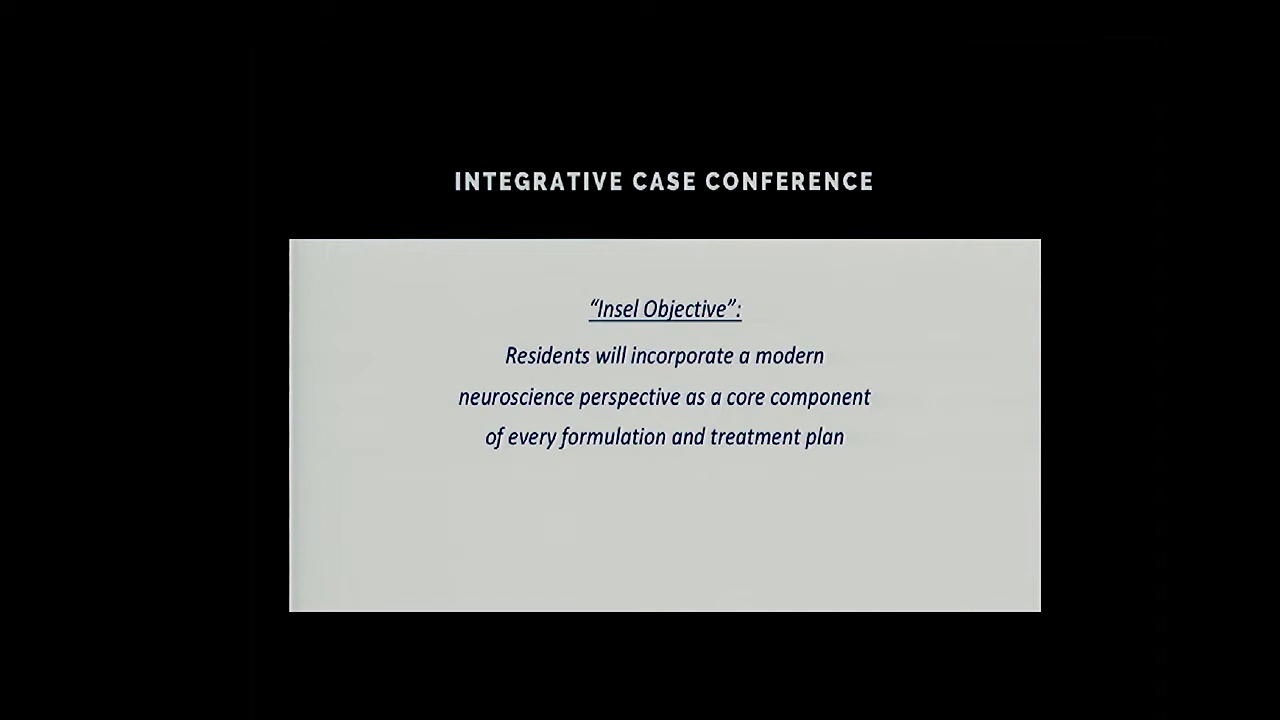 INTEGRATIVE CASE CONFERENCE
“Insel Objective”:
Residents will incorporate a modern
neuroscience perspective as a core component
of every formulation and treatment plan